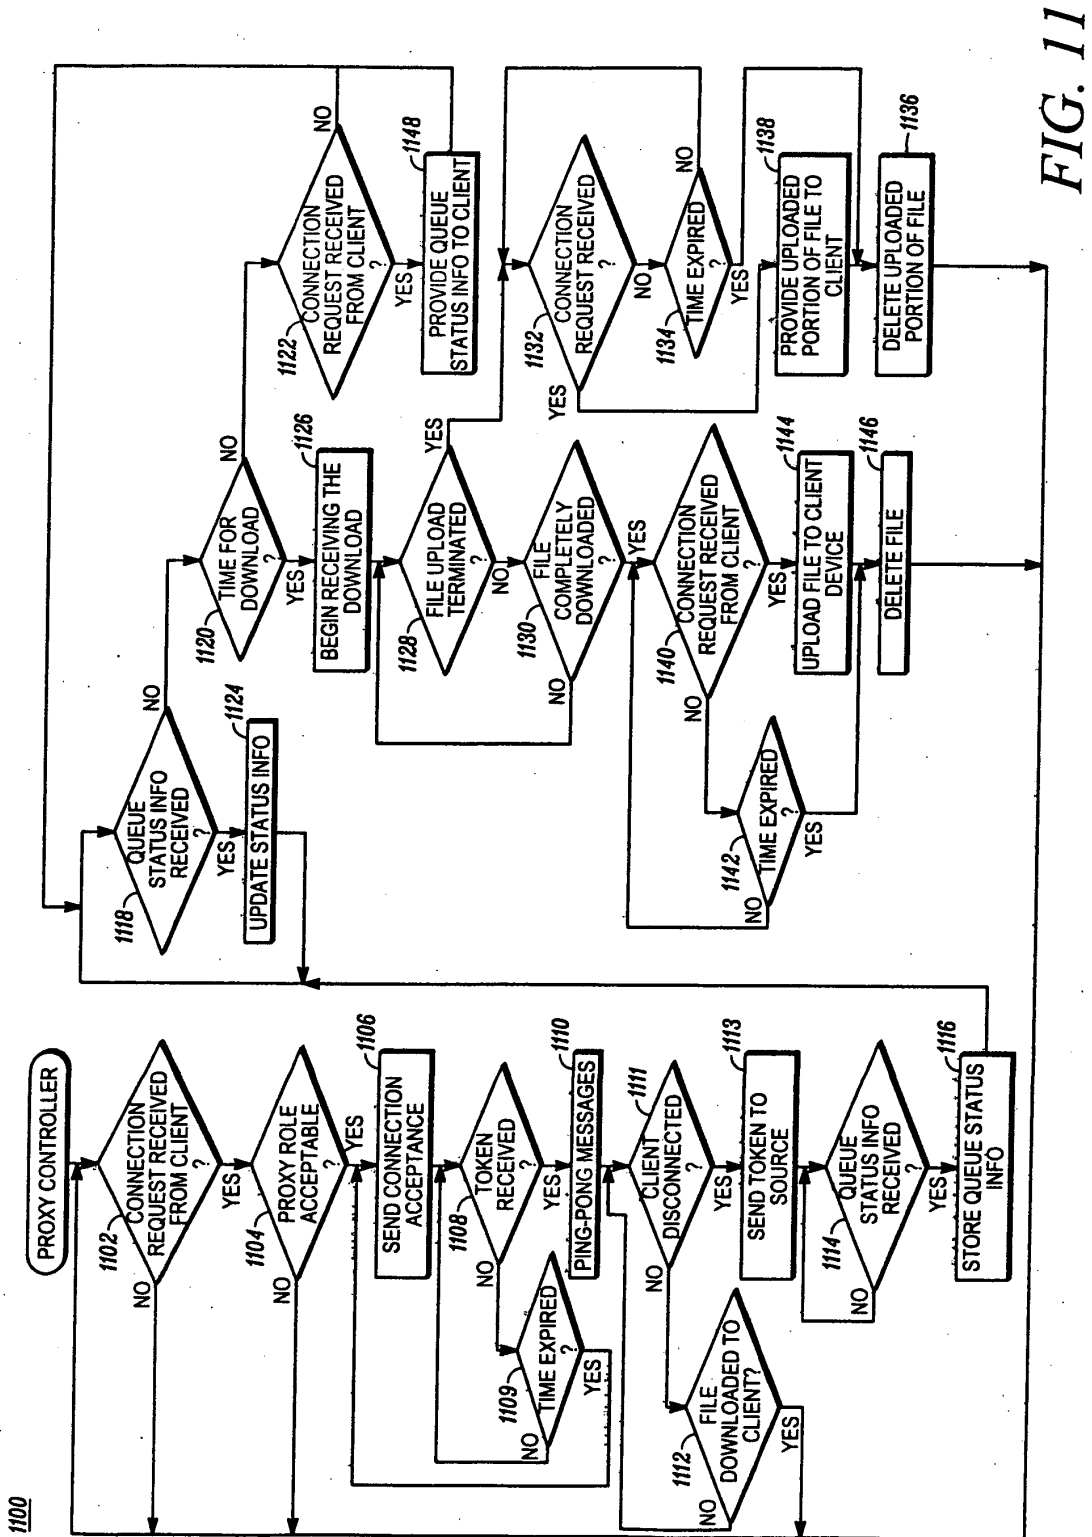 1100
PROXY CONTROLLER
1102
CONNECTION
REQUEST RECEIVED
FROM CLIENT
?
NO
YES
1104
PROXY ROLE
ACCEPTABLE
?
NO
YES
1106
SEND CONNECTION
ACCEPTANCE
1108
TOKEN
RECEIVED
?
NO
YES
1109
TIME EXPIRED
?
NO
YES
1110
PING-PONG MESSAGES
1111
CLIENT
DISCONNECTED
?
NO
YES
1112
FILE
DOWNLOADED TO
CLIENT?
NO
YES
1113
SEND TOKEN TO
SOURCE
1114
QUEUE
STATUS INFO
RECEIVED
?
NO
YES
1116
STORE QUEUE STATUS
INFO
1118
QUEUE
STATUS INFO
RECEIVED
?
NO
YES
1124
UPDATE STATUS INFO
1120
TIME FOR
DOWNLOAD
?
NO
YES
1126
BEGIN RECEIVING THE
DOWNLOAD
1128
FILE UPLOAD
TERMINATED
?
YES
NO
1130
FILE
COMPLETELY
DOWNLOADED
?
NO
YES
1140
CONNECTION
REQUEST RECEIVED
FROM CLIENT
?
NO
YES
1142
TIME EXPIRED
?
NO
YES
1144
UPLOAD FILE TO CLIENT
DEVICE
1146
DELETE FILE
1122
CONNECTION
REQUEST RECEIVED
FROM CLIENT
?
NO
YES
1148
PROVIDE QUEUE
STATUS INFO TO CLIENT
1132
CONNECTION
REQUEST RECEIVED
?
YES
NO
1134
TIME EXPIRED
?
NO
YES
1138
PROVIDE UPLOADED
PORTION OF FILE TO
CLIENT
1136
DELETE UPLOADED
PORTION OF FILE
FIG. 11